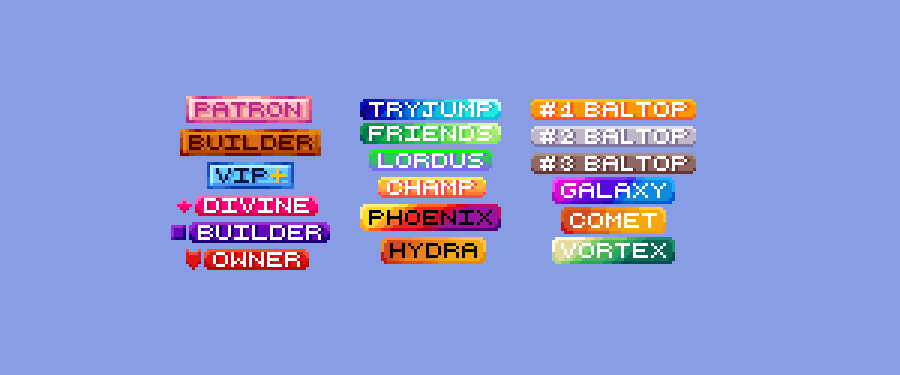 PATRON
BUILDER
VIP+
DIVINE
BUILDER
OWNER
TRYJUMP
FRIENDS
LORDUS
CHAMP
PHOENIX
HYDRA
#1 BALTOP
#2 BALTOP
#3 BALTOP
GALAXY
COMET
VORTEX